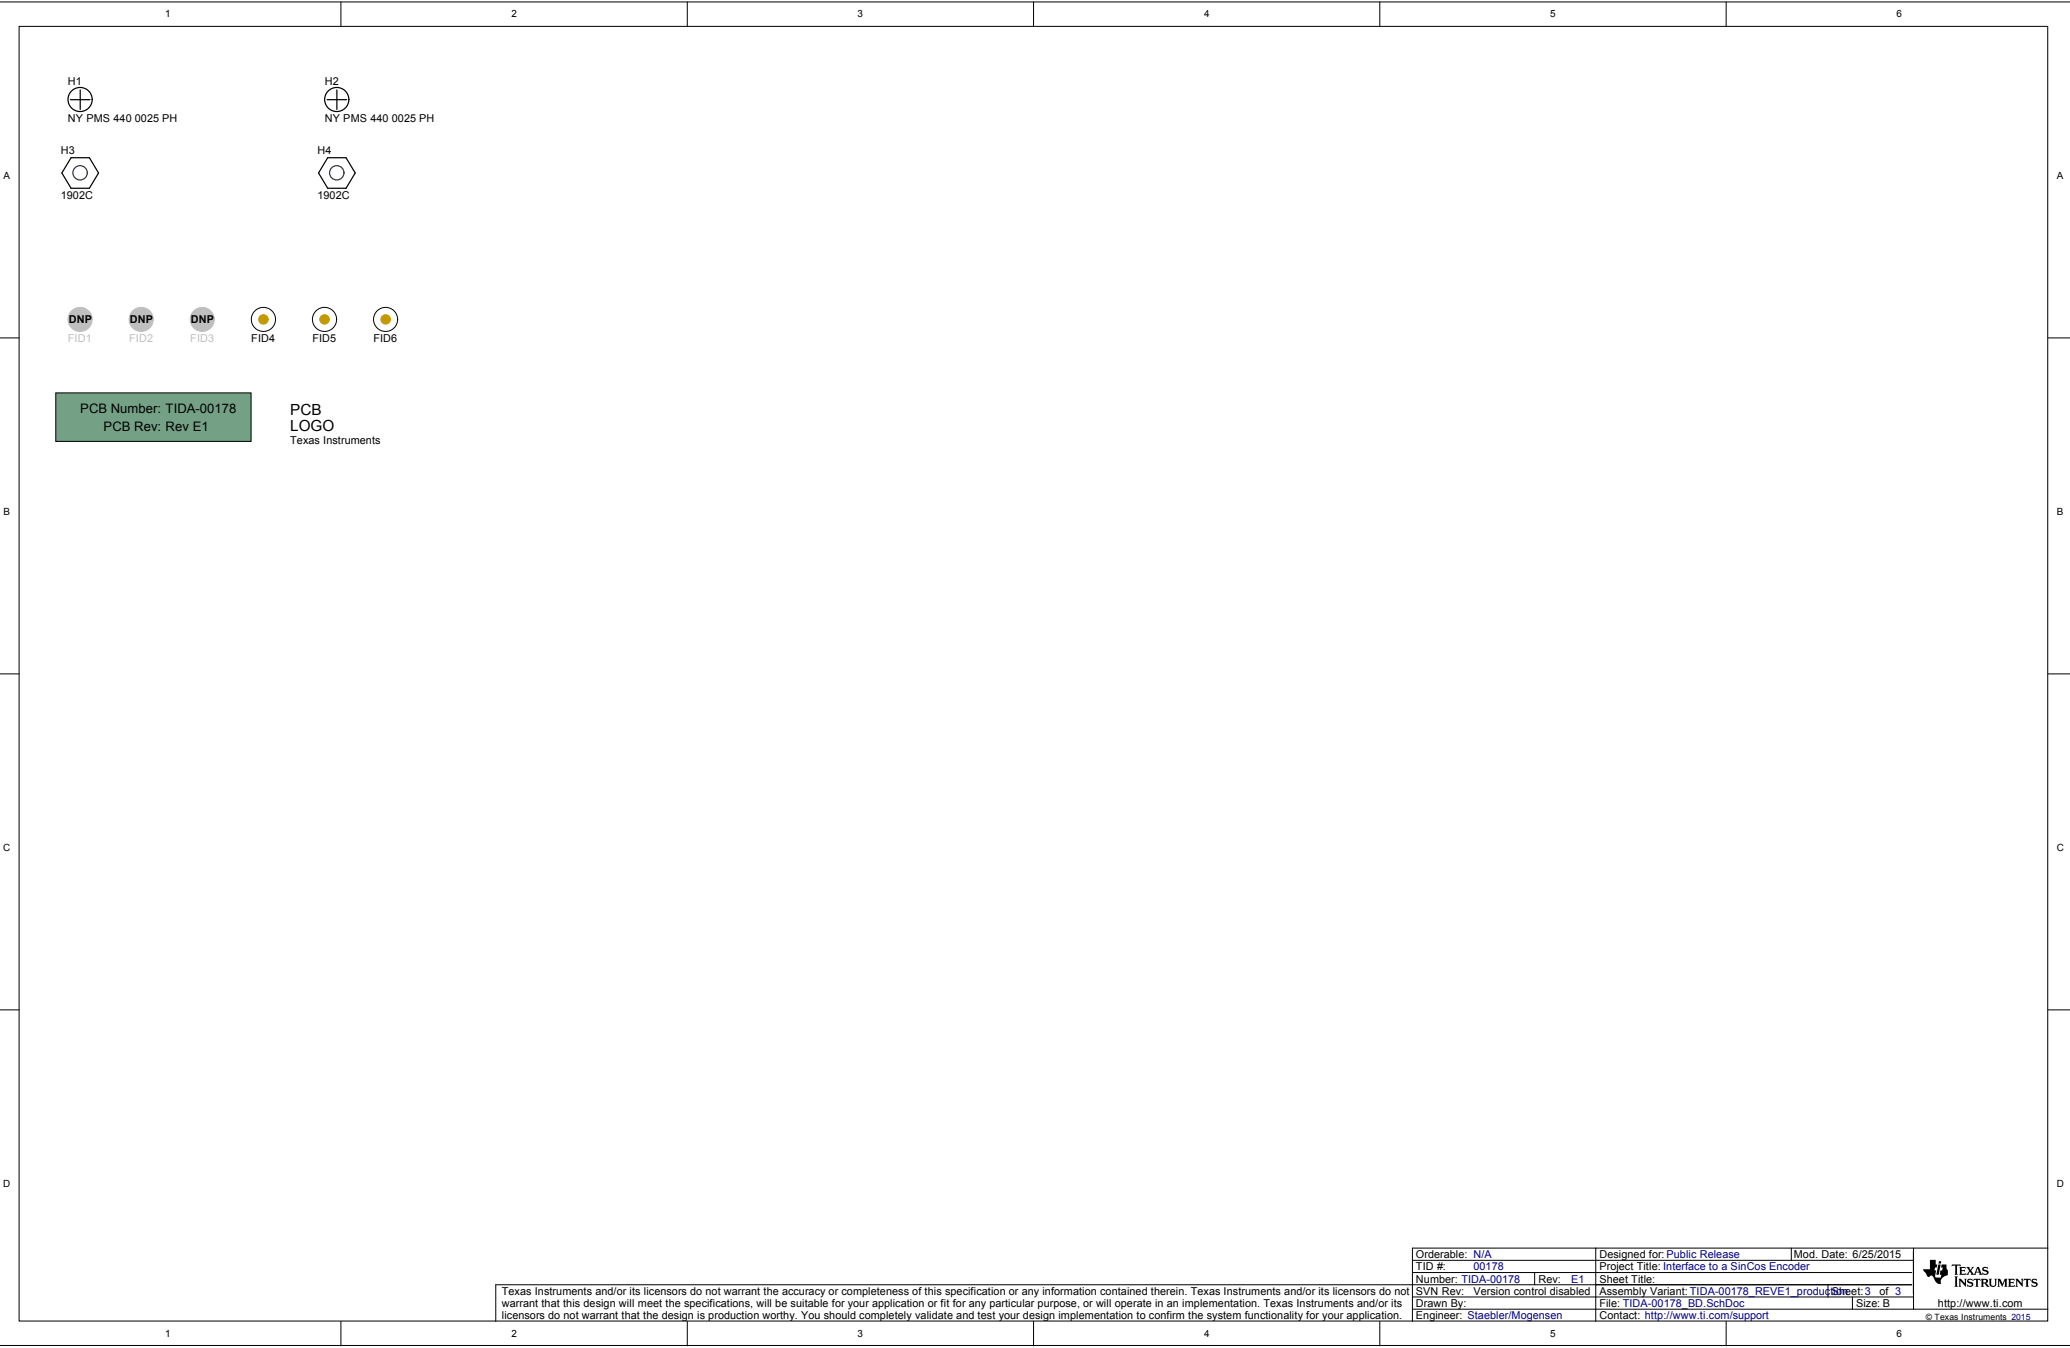 1 2 3 4 5 6
H1 H2
NY PMS 440 0025 PH NY PMS 440 0025 PH
H3 H4
A A
1902C 1902C
DNP DNP DNP
FID1 FID2 FID3 FID4 FID5 FID6
PCB Number: TIDA-00178
PCB Rev: Rev E1
PCB
LOGO
Texas Instruments
B B
C C
D D
Texas Instruments and/or its licensors do not warrant the accuracy or completeness of this specification or any information contained therein. Texas Instruments and/or its licensors do not
warrant that this design will meet the specifications, will be suitable for your application or fit for any particular purpose, or will operate in an implementation. Texas Instruments and/or its
licensors do not warrant that the design is production worthy. You should completely validate and test your design implementation to confirm the system functionality for your application.
Orderable: N/A Designed for: Public Release Mod. Date: 6/25/2015
TID #: 00178 Project Title: Interface to a SinCos Encoder
Number: TIDA-00178 Rev: E1 Sheet Title:
SVN Rev: Version control disabled Assembly Variant: TIDA-00178_REVE1_production Sheet: 3 of 3
Drawn By: File: TIDA-00178_BD.SchDoc Size: B
Engineer: Staebler/Mogensen Contact: http://www.ti.com/support
TEXAS
INSTRUMENTS
http://www.ti.com
© Texas Instruments 2015
1 2 3 4 5 6